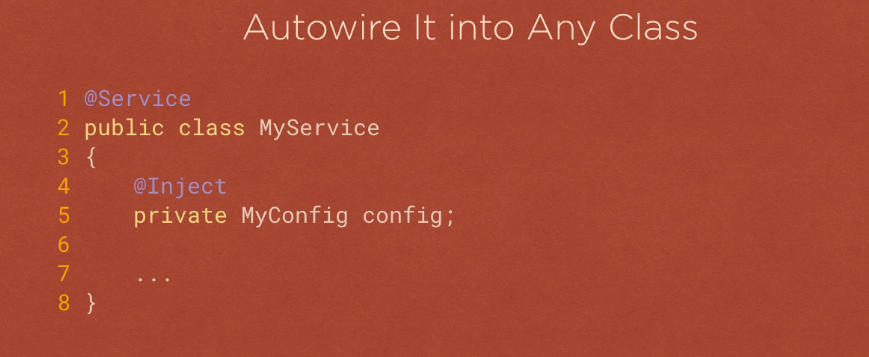 Autowire It into Any Class
1 @Service
2 public class MyService
3 {
4     @Inject
5     private MyConfig config;
6
7     ...
8 }